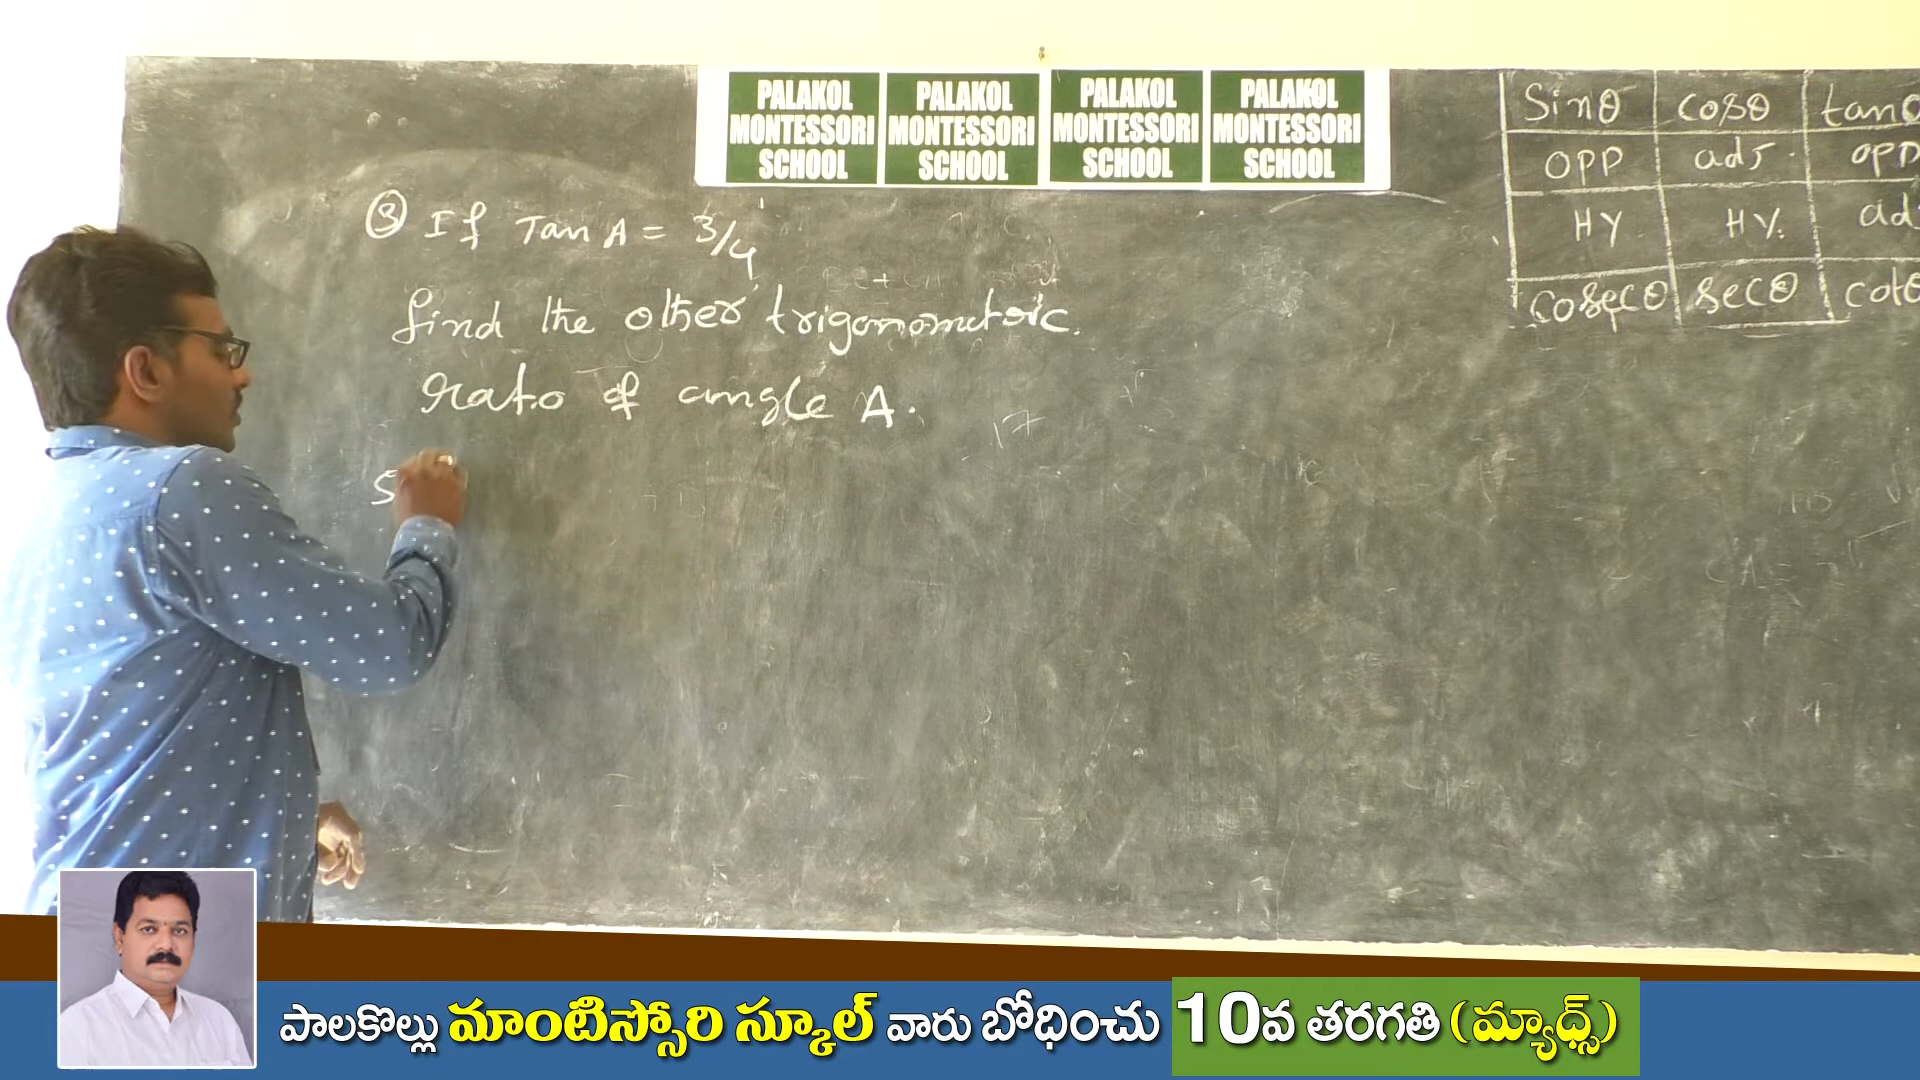 PALAKOL MONTESSORI SCHOOL
PALAKOL MONTESSORI SCHOOL
PALAKOL MONTESSORI SCHOOL
PALAKOL MONTESSORI SCHOOL
Sinθ cosθ tanθ
OPP adj. opp
HY HY. ad
cosecθ secθ cotθ
③ If Tan A = 3/4
find the other trigonometric.
ratio of angle A.
S
పాలకొల్లు మాంటిస్సోరి స్కూల్ వారు బోధించు 10వ తరగతి (మ్యాధ్స్)